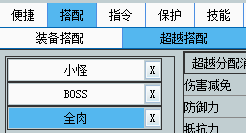 便捷 搭配 指令 保护 技能
装备搭配 超越搭配
小怪 X
BOSS X
全肉 X
超越分配
伤害减免
防御力
抵抗力